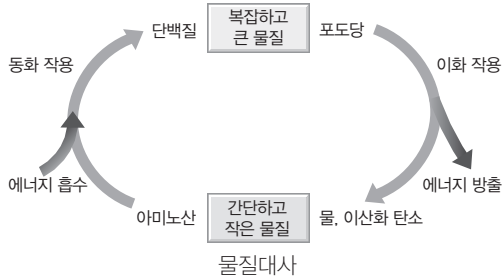 단백질
복잡하고
큰 물질
포도당
동화 작용
이화 작용
에너지 흡수
에너지 방출
아미노산
간단하고
작은 물질
물, 이산화 탄소
물질대사